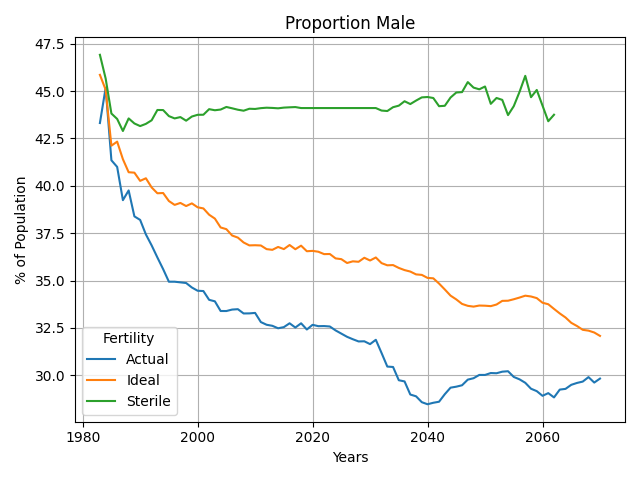 Proportion Male
% of Population
47.5
45.0
42.5
40.0
37.5
35.0
32.5
30.0
Fertility
Actual
Ideal
Sterile
1980
2000
2020
2040
2060
Years